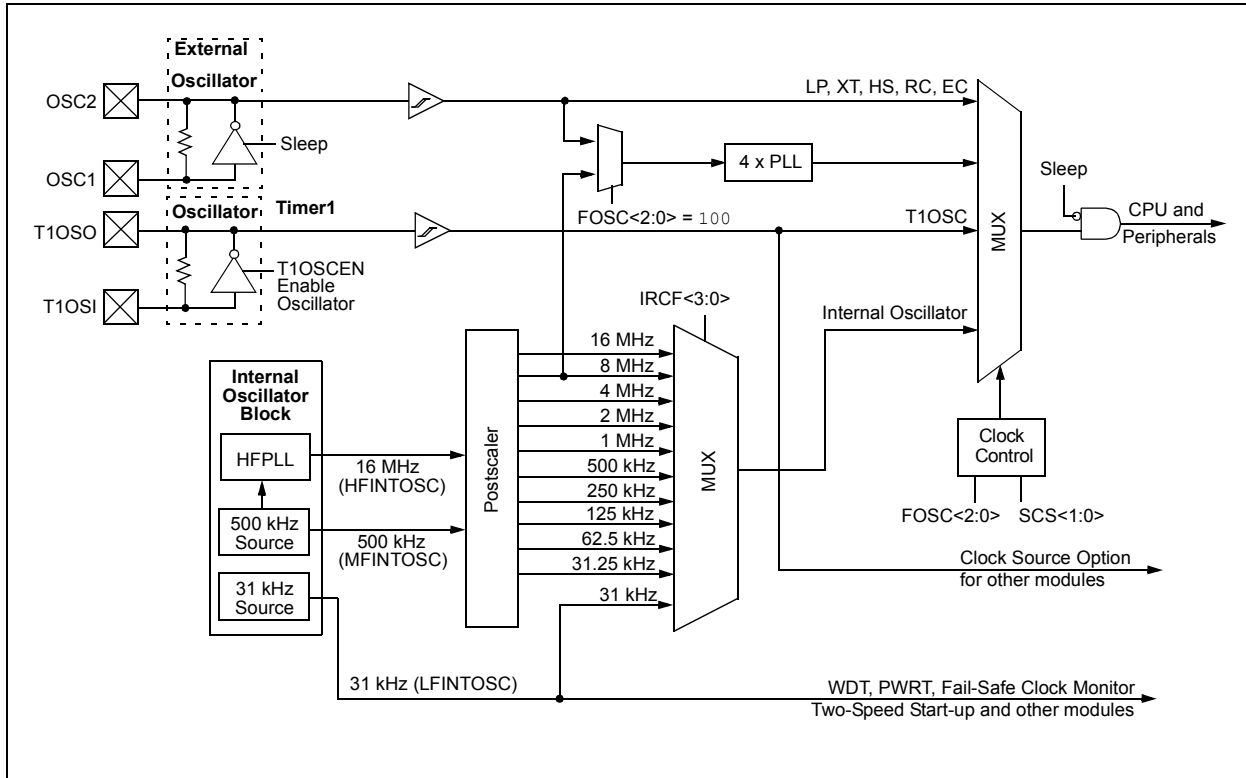 External
Oscillator
OSC2
Sleep
OSC1
Oscillator Timer1
T1OSO
T1OSCEN
Enable
Oscillator
T1OSI
LP, XT, HS, RC, EC
4 x PLL
FOSC<2:0> = 100
T1OSC
Sleep
MUX
CPU and
Peripherals
IRCF<3:0>
Internal Oscillator
Internal
Oscillator
Block
HFPLL
500 kHz
Source
31 kHz
Source
16 MHz
(HFINTOSC)
500 kHz
(MFINTOSC)
31 kHz (LFINTOSC)
Postscaler
16 MHz
8 MHz
4 MHz
2 MHz
1 MHz
500 kHz
250 kHz
125 kHz
62.5 kHz
31.25 kHz
31 kHz
MUX
Clock
Control
FOSC<2:0> SCS<1:0>
Clock Source Option
for other modules
WDT, PWRT, Fail-Safe Clock Monitor
Two-Speed Start-up and other modules